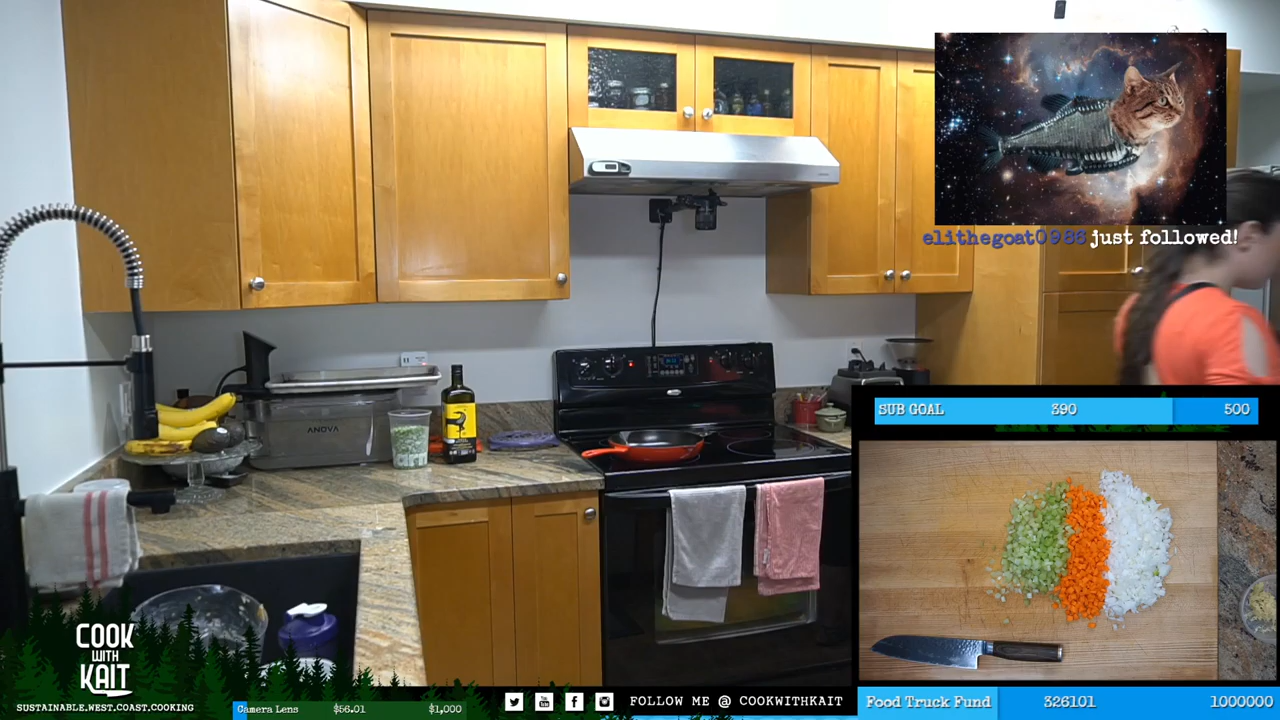 elithegoat0986 just followed!
ANOVA
SUB GOAL 390 500
COOK
WITH
KAIT
SUSTAINABLE.WEST.COAST.COOKING
Camera Lens $56.01 $1,000
FOLLOW ME @ COOKWITHKAIT
Food Truck Fund 326101 1000000